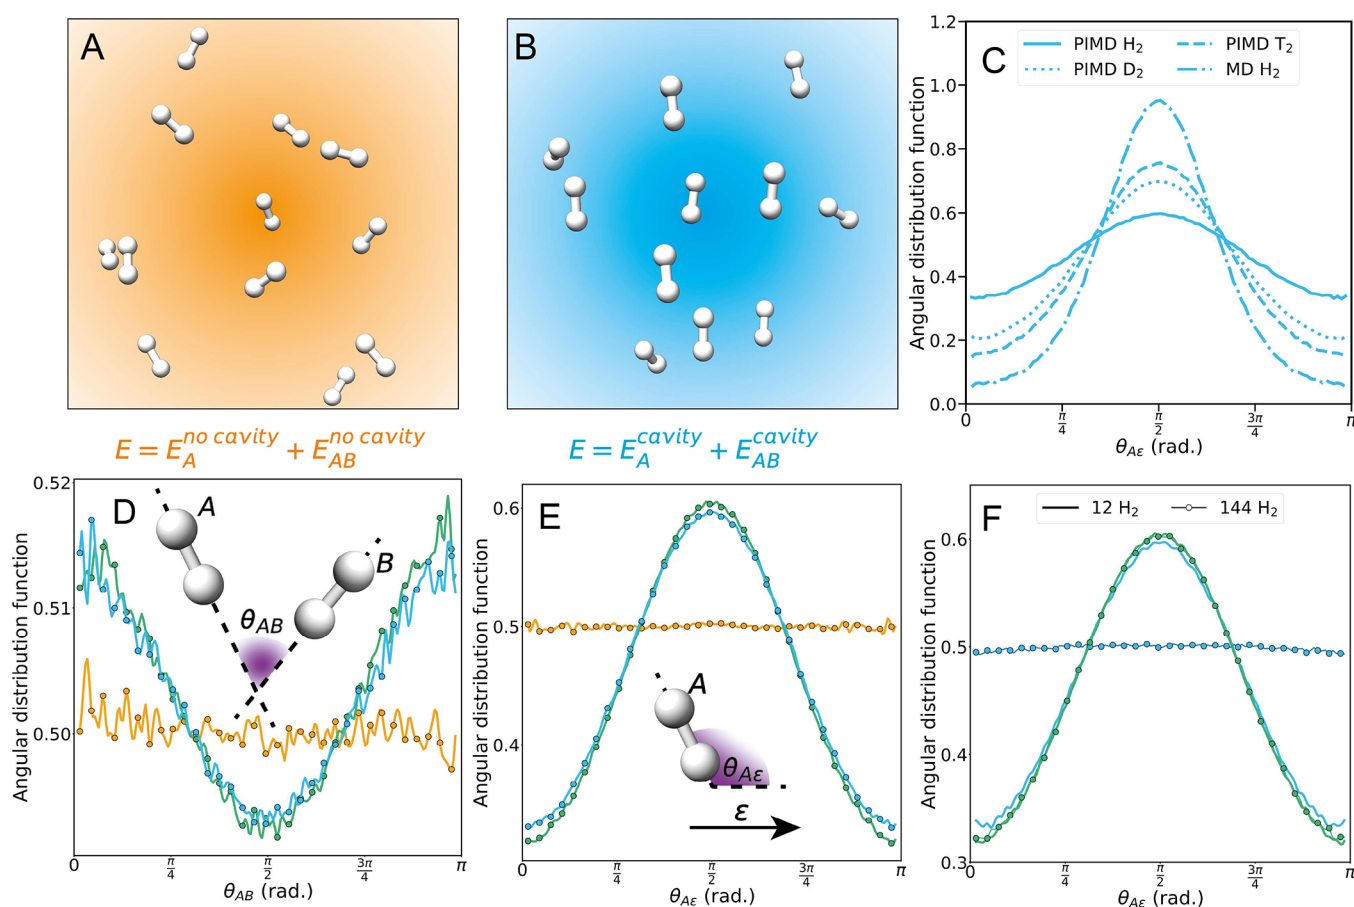 A
B
C
PIMD H₂
PIMD T₂
PIMD D₂
MD H₂
Angular distribution function
1.2
1.0
0.8
0.6
0.4
0.2
0.0
0
π/4
π/2
3π/4
π
θ_Aε (rad.)
E = E_A^no cavity + E_AB^no cavity
E = E_A^cavity + E_AB^cavity
D
A
B
θ_AB
Angular distribution function
0.52
0.51
0.50
0
π/4
π/2
3π/4
π
θ_AB (rad.)
E
A
θ_Aε
ε
Angular distribution function
0.6
0.5
0.4
0
π/4
π/2
3π/4
π
θ_Aε (rad.)
F
12 H₂
144 H₂
Angular distribution function
0.6
0.5
0.4
0.3
0
π/4
π/2
3π/4
π
θ_Aε (rad.)